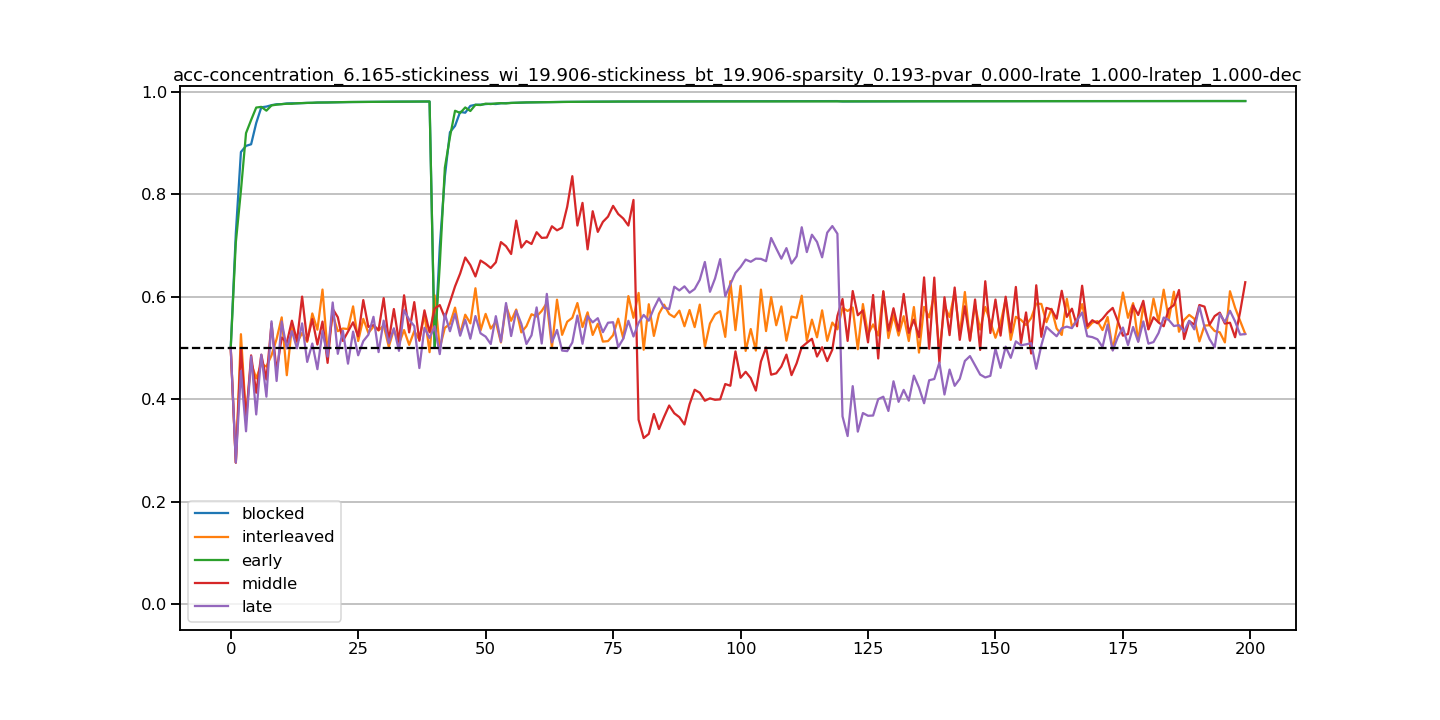 acc-concentration_6.165-stickiness_wi_19.906-stickiness_bt_19.906-sparsity_0.193-pvar_0.000-lrate_1.000-lratep_1.000-dec
1.0
0.8
0.6
0.4
0.2
0.0
blocked
interleaved
early
middle
late
0 25 50 75 100 125 150 175 200